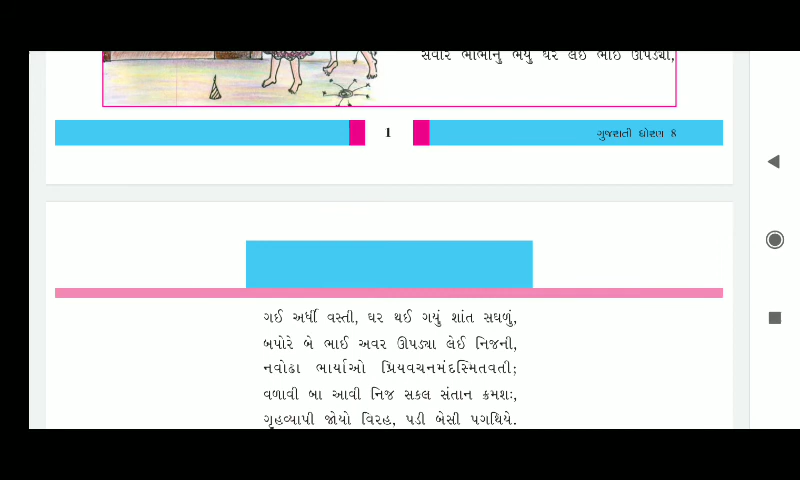 સવારે ભાભીનું ભર્યું ઘર લઈ ભાઈ ઊપડ્યા,
1
ગુજરાતી ધોરણ 8
ગઈ અર્ધી વસ્તી, ઘર થઈ ગયું શાંત સઘળું,
બપોરે બે ભાઈ અવર ઊપડ્યા લેઈ નિજની,
નવોઢા ભાર્યાઓ પ્રિયવચનમંદસ્મિતવતી;
વળાવી બા આવી નિજ સકલ સંતાન ક્રમશઃ,
ગૃહવ્યાપી જોયો વિરહ, પડી બેસી પગથિયે.